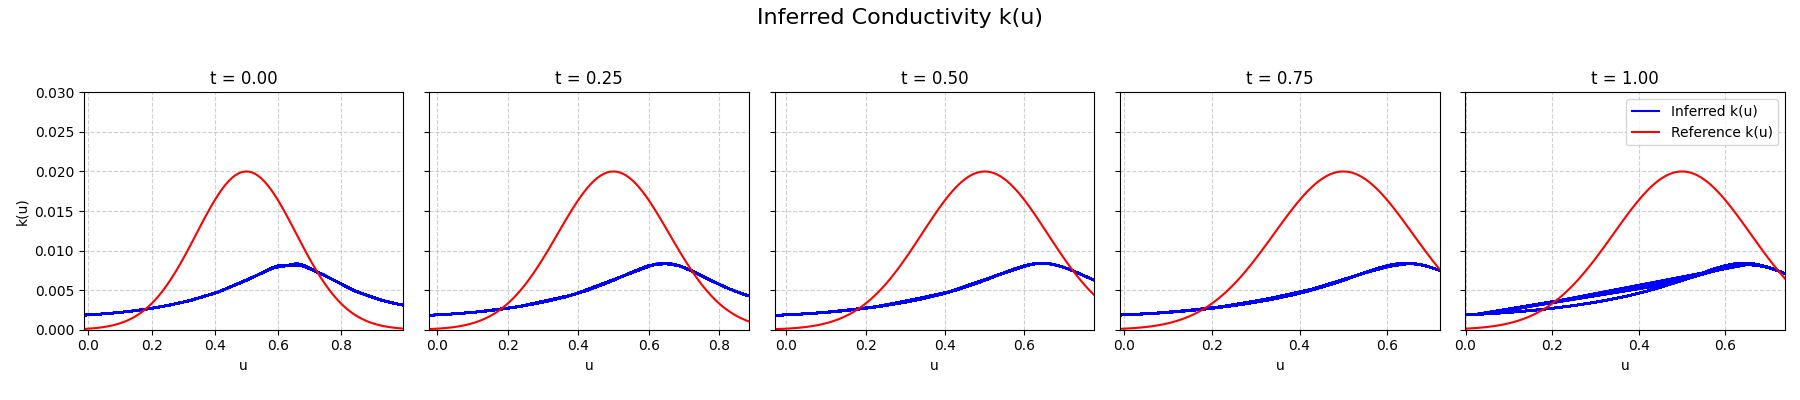 Inferred Conductivity k(u)
t = 0.00
t = 0.25
t = 0.50
t = 0.75
t = 1.00
k(u)
0.030
0.025
0.020
0.015
0.010
0.005
0.000
Inferred k(u)
Reference k(u)
0.0 0.2 0.4 0.6 0.8
0.0 0.2 0.4 0.6 0.8
0.0 0.2 0.4 0.6
0.0 0.2 0.4 0.6
0.0 0.2 0.4 0.6
u
u
u
u
u